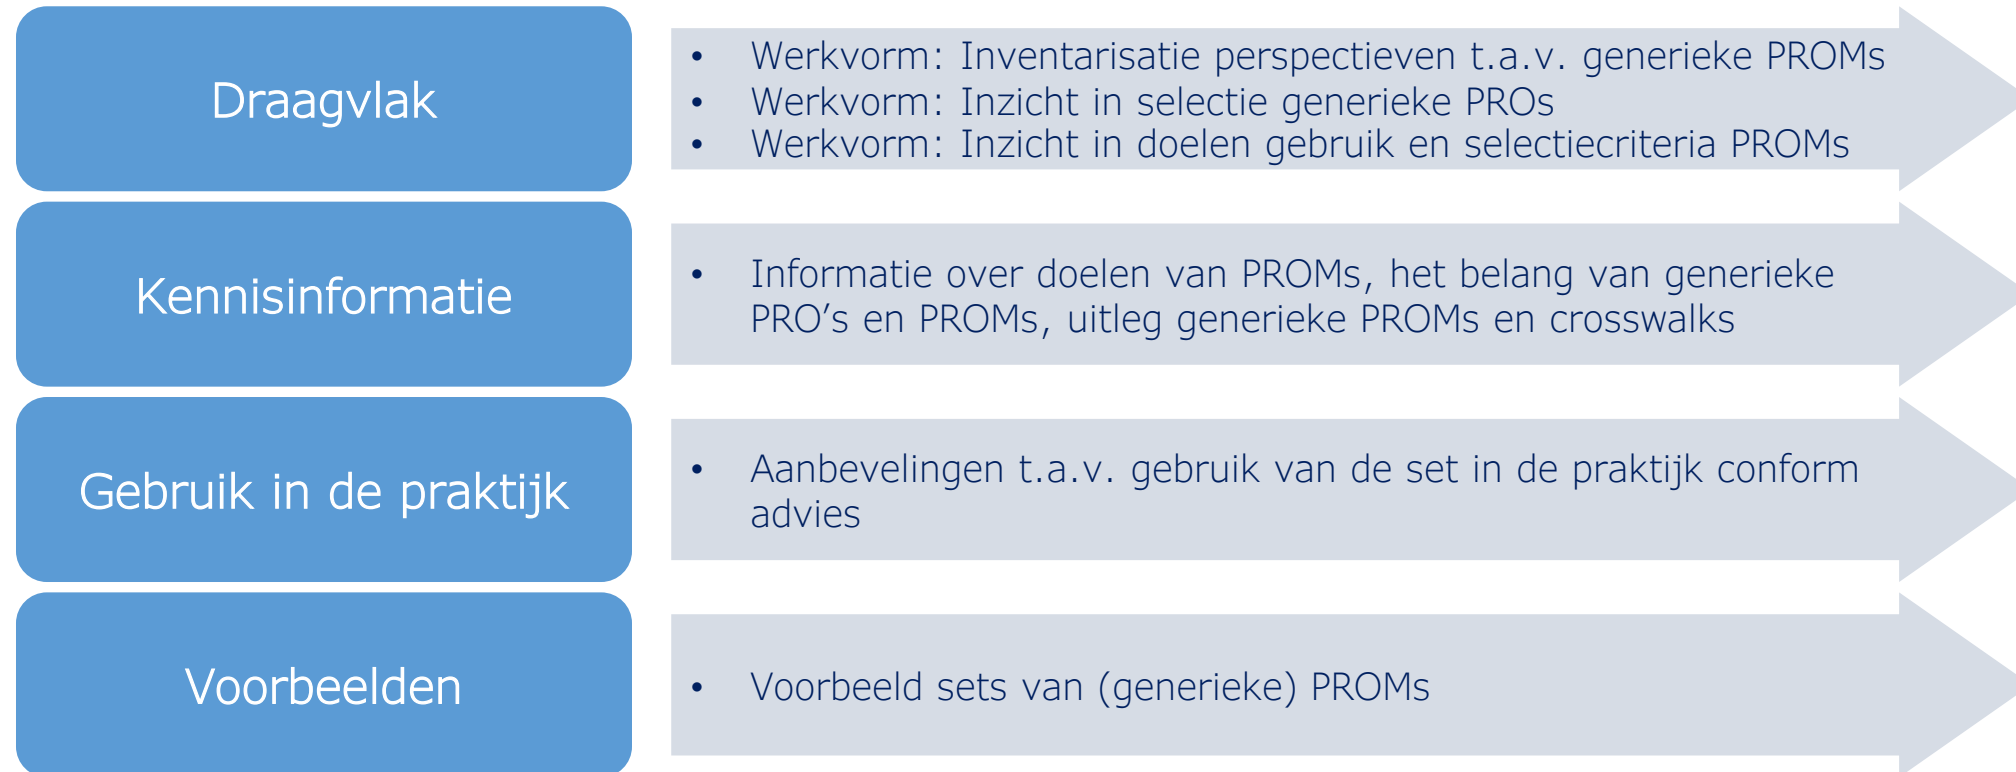 Draagvlak
• Werkvorm: Inventarisatie perspectieven t.a.v. generieke PROMs
• Werkvorm: Inzicht in selectie generieke PROs
• Werkvorm: Inzicht in doelen gebruik en selectiecriteria PROMs
Kennisinformatie
• Informatie over doelen van PROMs, het belang van generieke
PRO’s en PROMs, uitleg generieke PROMs en crosswalks
Gebruik in de praktijk
• Aanbevelingen t.a.v. gebruik van de set in de praktijk conform
advies
Voorbeelden
• Voorbeeld sets van (generieke) PROMs